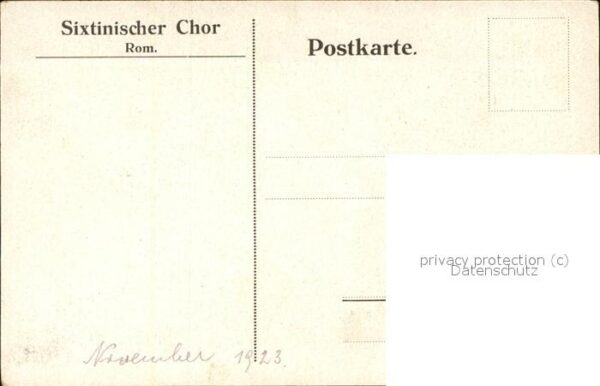 Sixtinischer Chor
Rom.
Postkarte.
privacy protection (c)
Datenschutz
November 1923.